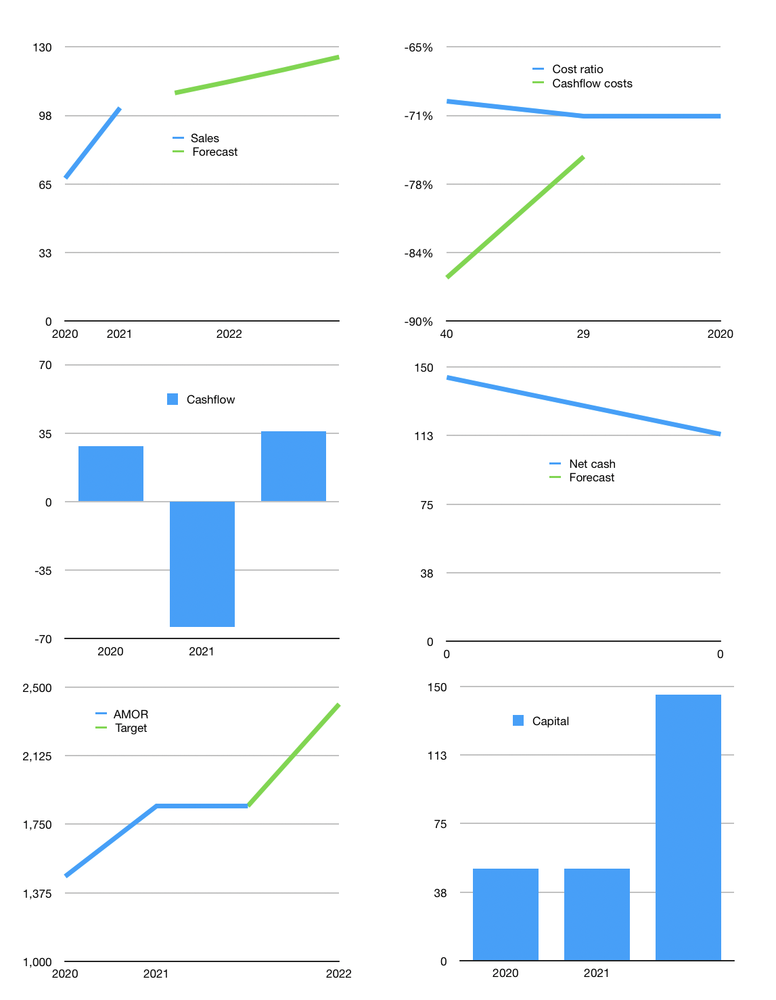 130
98
65
33
0
Sales
Forecast
2020 2021 2022
-65%
-71%
-78%
-84%
-90%
Cost ratio
Cashflow costs
40 29 2020
70
35
0
-35
-70
Cashflow
2020 2021
150
113
75
38
0
Net cash
Forecast
0 0
2,500
2,125
1,750
1,375
1,000
AMOR
Target
2020 2021 2022
150
113
75
38
0
Capital
2020 2021